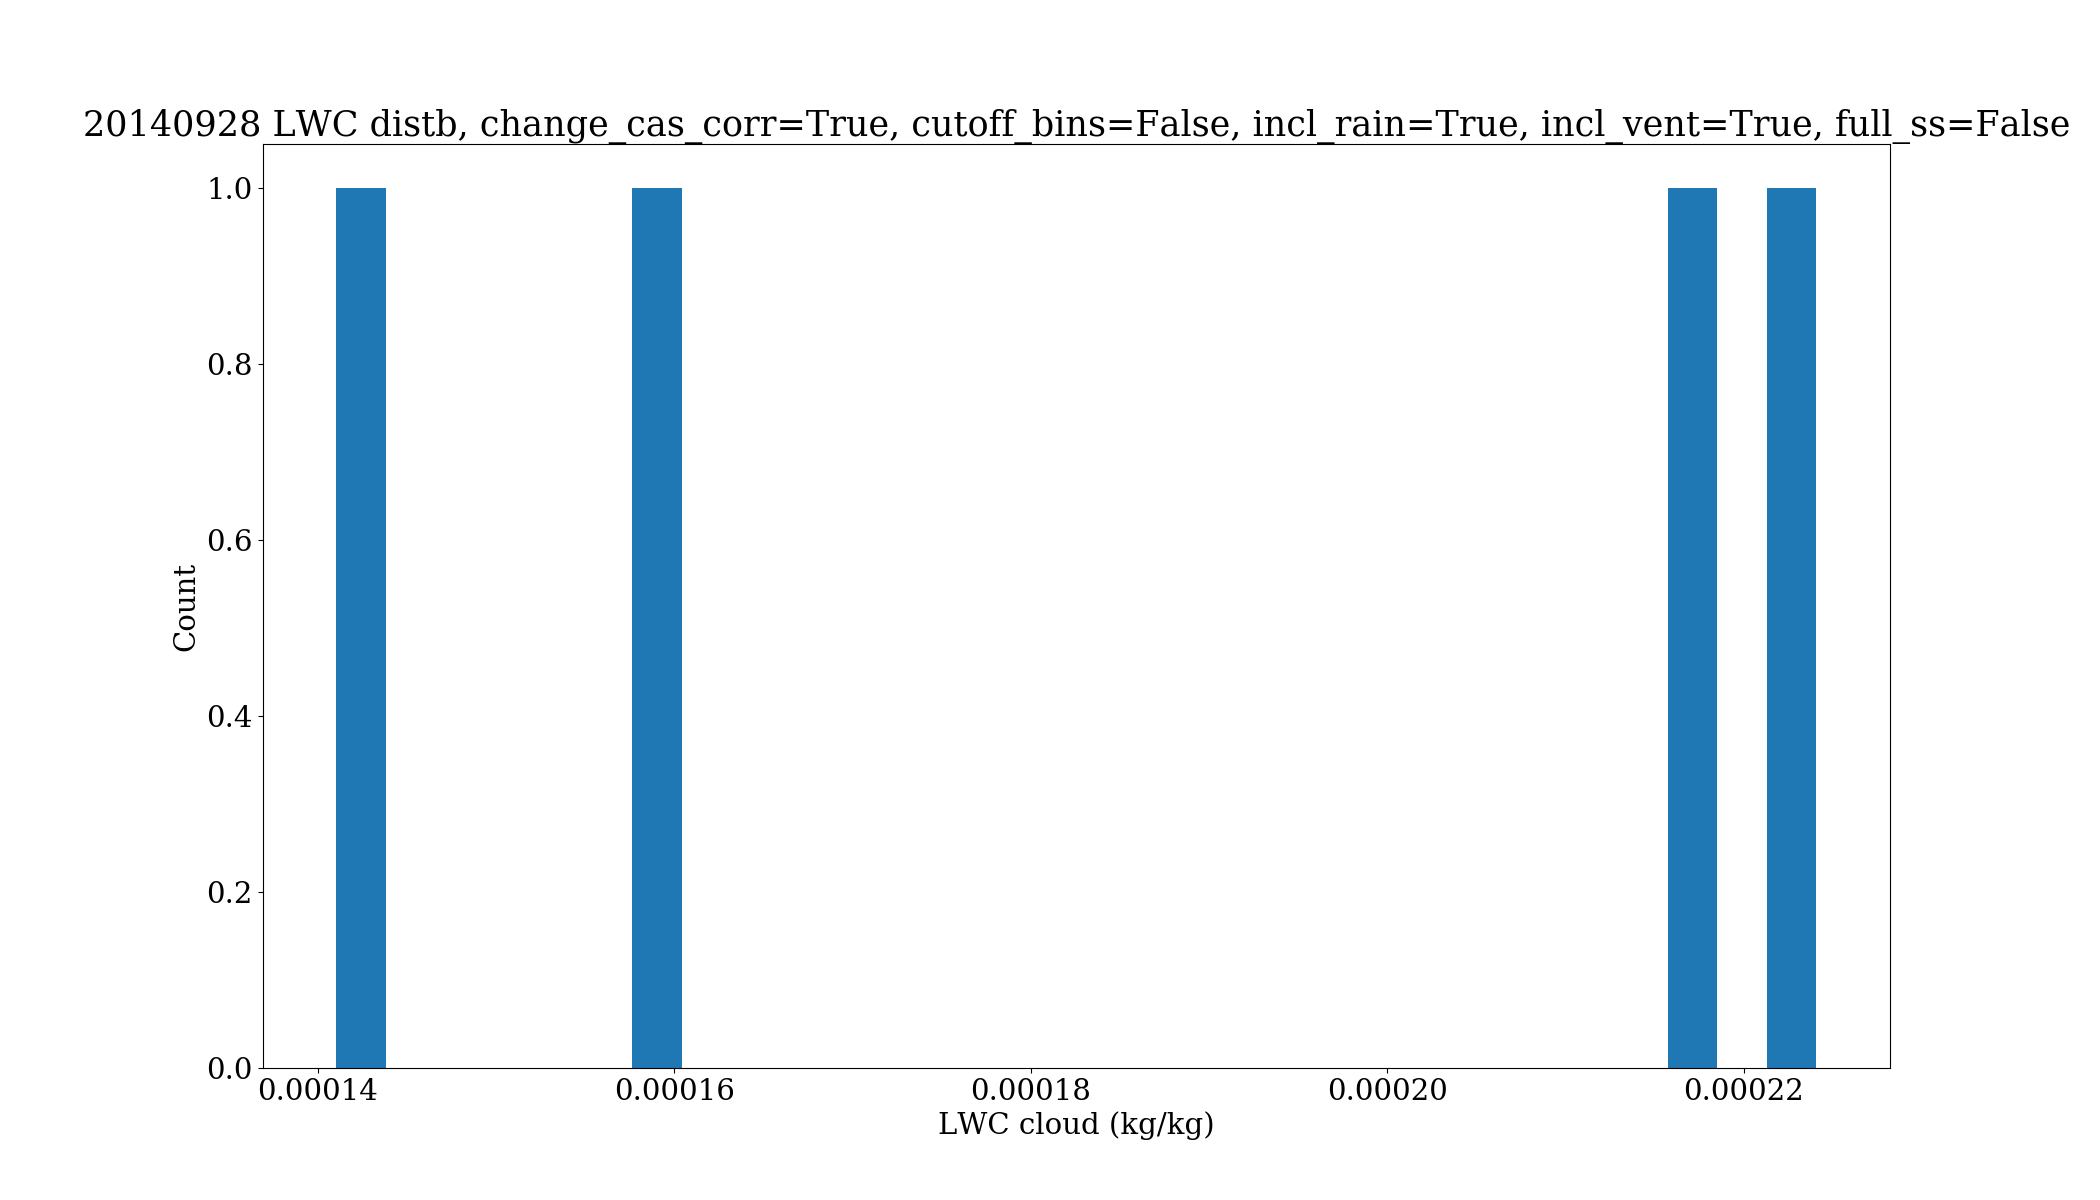 20140928 LWC distb, change_cas_corr=True, cutoff_bins=False, incl_rain=True, incl_vent=True, full_ss=False
1.0
0.8
0.6
0.4
0.2
0.0
Count
0.00014 0.00016 0.00018 0.00020 0.00022
LWC cloud (kg/kg)